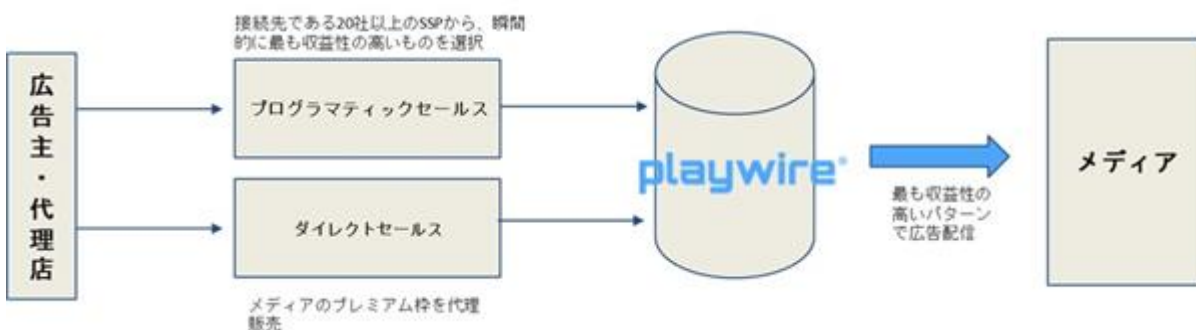 接続先である20社以上のSSPから、瞬間
的に最も収益性の高いものを選択
広告主・代理店
プログラマティックセールス
ダイレクトセールス
メディアのプレミアム枠を代理
販売
playwire®
最も収益性の
高いパターン
で広告配信
メディア